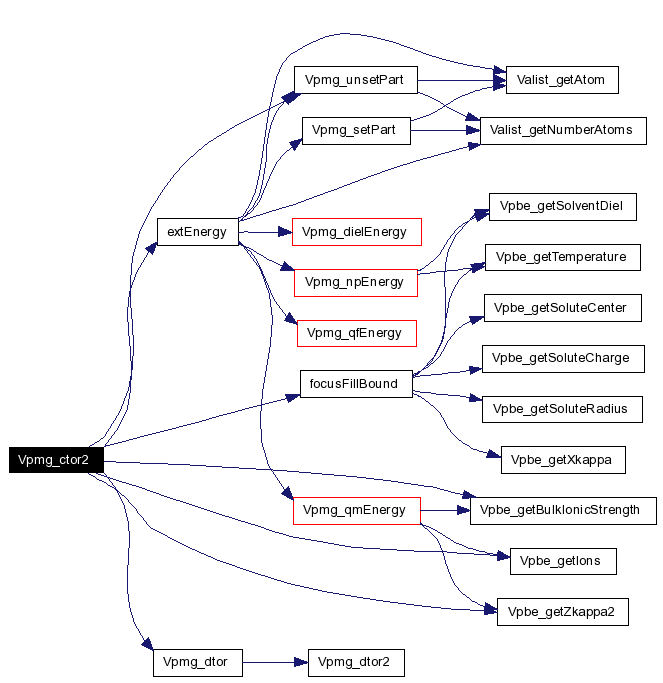 Vpmg_unsetPart
Valist_getAtom
Vpmg_setPart
Valist_getNumberAtoms
Vpbe_getSolventDiel
extEnergy
Vpmg_dielEnergy
Vpbe_getTemperature
Vpmg_npEnergy
Vpbe_getSoluteCenter
Vpmg_qfEnergy
Vpbe_getSoluteCharge
focusFillBound
Vpbe_getSoluteRadius
Vpmg_ctor2
Vpbe_getXkappa
Vpmg_qmEnergy
Vpbe_getBulkIonicStrength
Vpbe_getIons
Vpbe_getZkappa2
Vpmg_dtor
Vpmg_dtor2